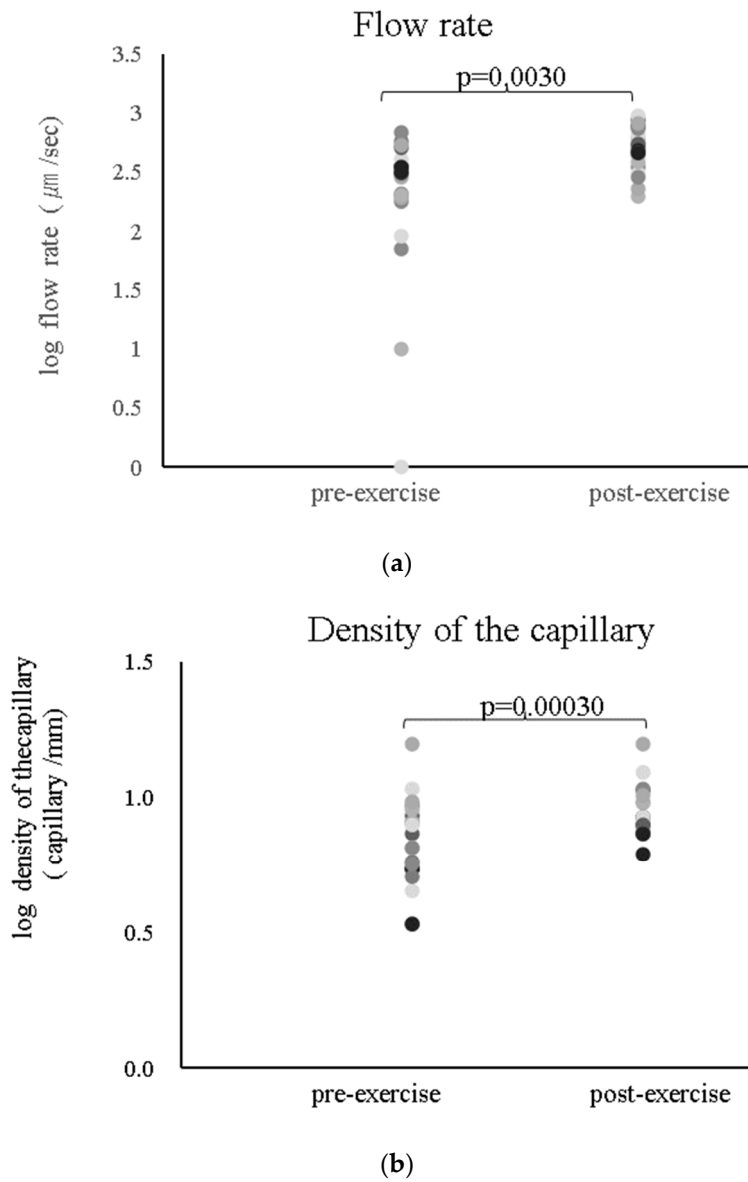 Flow rate
3.5
3
2.5
2
1.5
1
0.5
0
log flow rate ( μm /sec)
p=0.0030
pre-exercise post-exercise
(a)
Density of the capillary
1.5
1.0
0.5
0.0
log density of thecapillary
( capillary /mm)
p=0.00030
pre-exercise post-exercise
(b)